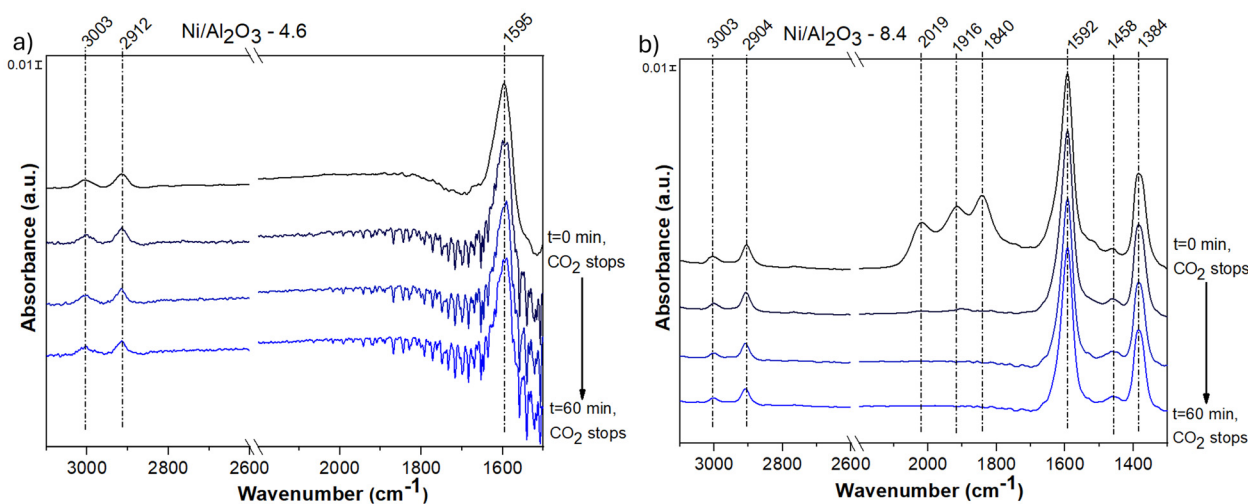 a)
3003
2912
Ni/Al2O3 - 4.6
1595
0.01
Absorbance (a.u.)
t=0 min,
CO2 stops
t=60 min,
CO2 stops
3000 2800 2600 2000 1800 1600
Wavenumber (cm-1)
b)
3003
2904
Ni/Al2O3 - 8.4
2019
1916
1840
1592
1458
1384
0.01
Absorbance (a.u.)
t=0 min,
CO2 stops
t=60 min,
CO2 stops
3000 2800 2600 2000 1800 1600 1400
Wavenumber (cm-1)